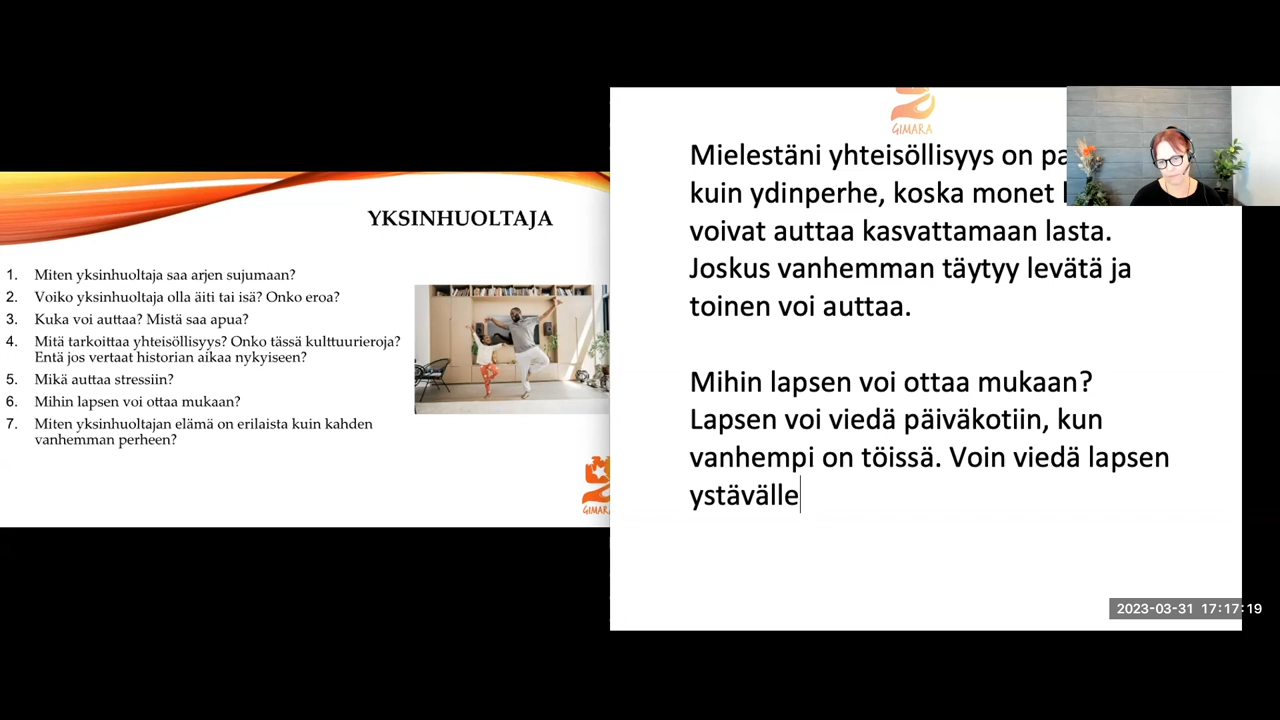 YKSINHUOLTAJA
1. Miten yksinhuoltaja saa arjen sujumaan?
2. Voiko yksinhuoltaja olla äiti tai isä? Onko eroa?
3. Kuka voi auttaa? Mistä saa apua?
4. Mitä tarkoittaa yhteisöllisyys? Onko tässä kulttuurieroja?
Entä jos vertaat historian aikaa nykyiseen?
5. Mikä auttaa stressiin?
6. Mihin lapsen voi ottaa mukaan?
7. Miten yksinhuoltajan elämä on erilaista kuin kahden
vanhemman perheen?
GIMARA
GIMARA
Mielestäni yhteisöllisyys on
kuin ydinperhe, koska monet
voivat auttaa kasvattamaan lasta.
Joskus vanhemman täytyy levätä ja
toinen voi auttaa.
Mihin lapsen voi ottaa mukaan?
Lapsen voi viedä päiväkotiin, kun
vanhempi on töissä. Voin viedä lapsen
ystävälle
2023-03-31 17:17:19